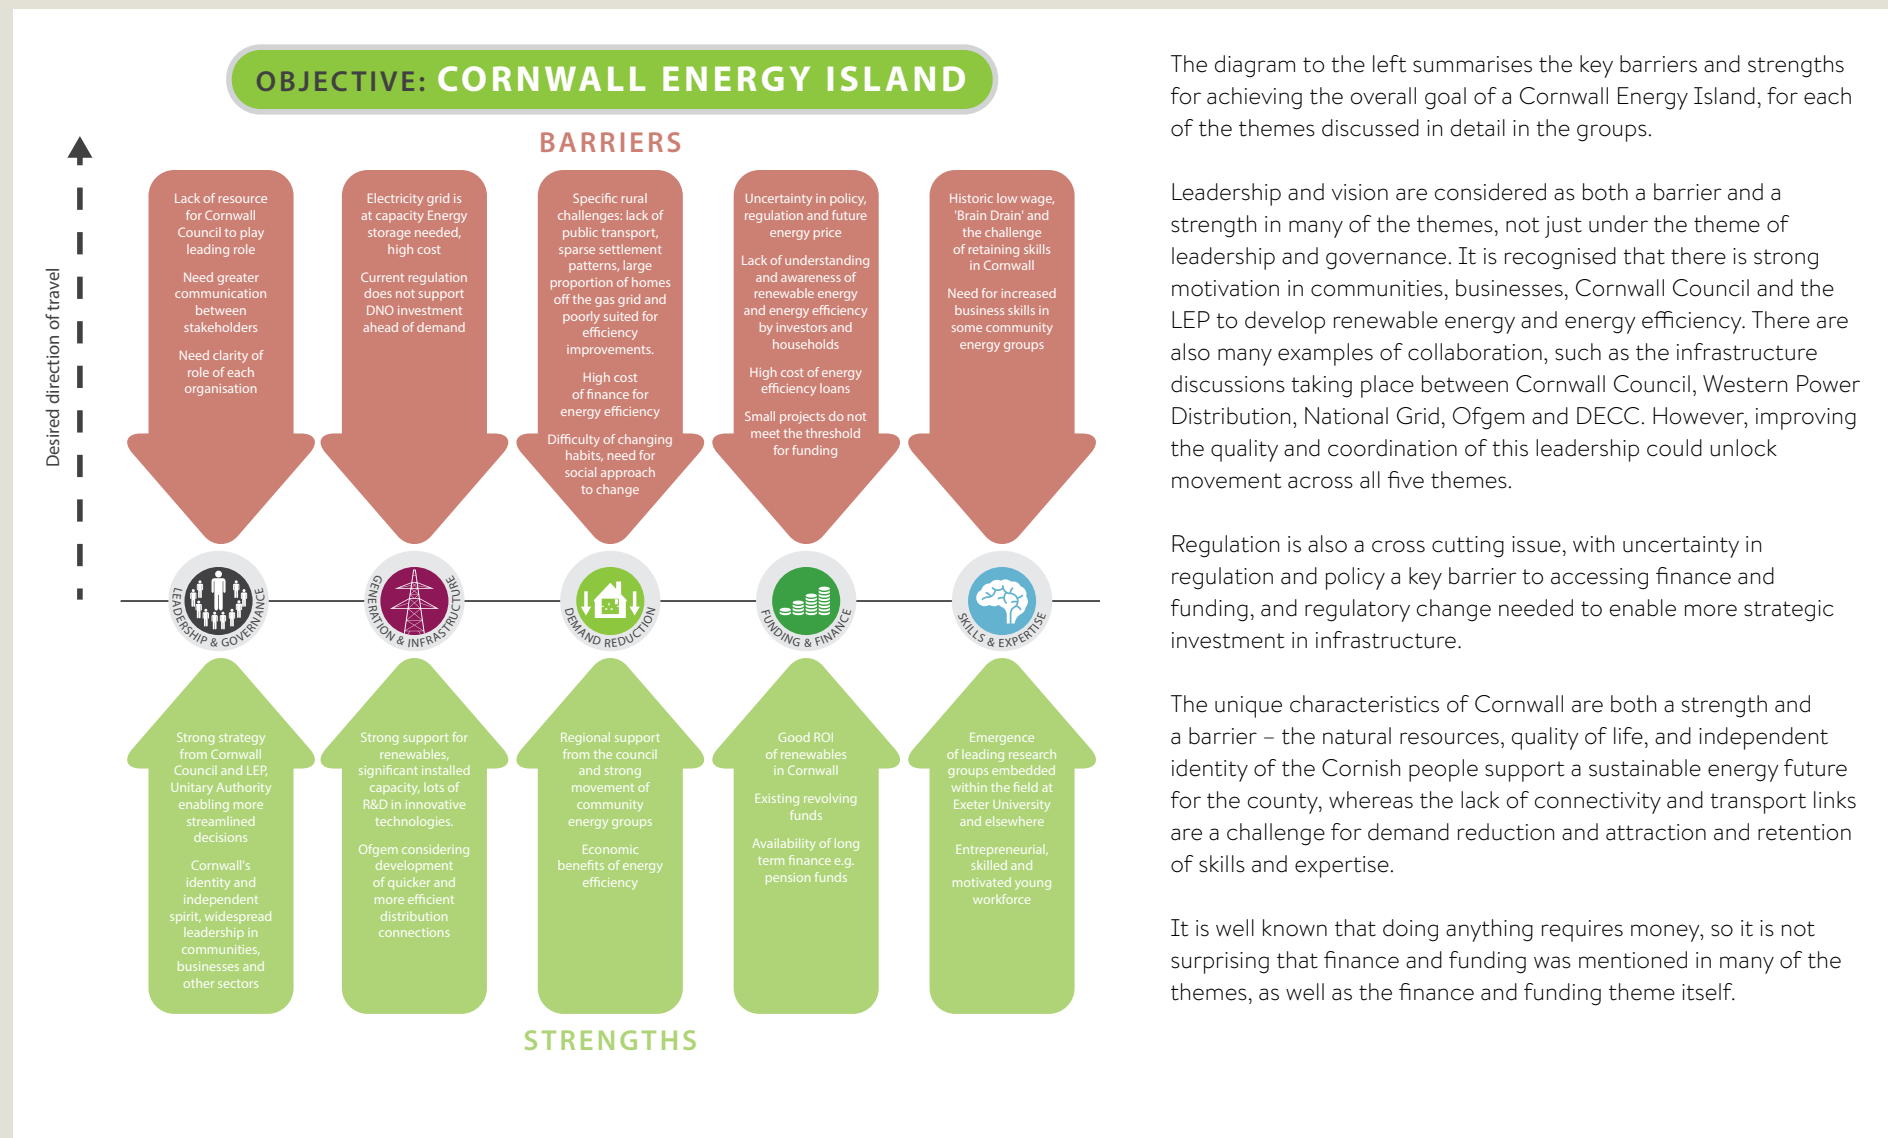 OBJECTIVE: CORNWALL ENERGY ISLAND
BARRIERS
Desired direction of travel
Lack of resource
for Cornwall
Council to play
leading role
Need greater
communication
between
stakeholders
Need clarity of
role of each
organisation
Electricity grid is
at capacity Energy
storage needed,
high cost
Current regulation
does not support
DNO investment
ahead of demand
Specific rural
challenges: lack of
public transport,
sparse settlement
patterns, large
proportion of homes
off the gas grid and
poorly suited for
efficiency
improvements.
High cost
of finance for
energy efficiency
Difficulty of changing
habits, need for
social approach
to change
Uncertainty in policy,
regulation and future
energy price
Lack of understanding
and awareness of
renewable energy
and energy efficiency
by investors and
households
High cost of energy
efficiency loans
Small projects do not
meet the threshold
for funding
Historic low wage,
'Brain Drain' and
the challenge
of retaining skills
in Cornwall
Need for increased
business skills in
some community
energy groups
LEADERSHIP & GOVERNANCE
GENERATION & INFRASTRUCTURE
DEMAND REDUCTION
FUNDING & FINANCE
SKILLS & EXPERTISE
Strong strategy
from Cornwall
Council and LEP,
Unitary Authority
enabling more
streamlined
decisions
Cornwall's
identity and
independent
spirit, widespread
leadership in
communities,
businesses and
other sectors
Strong support for
renewables,
significant installed
capacity, lots of
R&D in innovative
technologies.
Ofgem considering
development
of quicker and
more efficient
distribution
connections
Regional support
from the council
and strong
movement of
community
energy groups
Economic
benefits of energy
efficiency
Good ROI
of renewables
in Cornwall
Existing revolving
funds
Availability of long
term finance e.g.
pension funds
Emergence
of leading research
groups embedded
within the field at
Exeter University
and elsewhere
Entrepreneurial,
skilled and
motivated young
workforce
STRENGTHS
The diagram to the left summarises the key barriers and strengths
for achieving the overall goal of a Cornwall Energy Island, for each
of the themes discussed in detail in the groups.
Leadership and vision are considered as both a barrier and a
strength in many of the themes, not just under the theme of
leadership and governance. It is recognised that there is strong
motivation in communities, businesses, Cornwall Council and the
LEP to develop renewable energy and energy efficiency. There are
also many examples of collaboration, such as the infrastructure
discussions taking place between Cornwall Council, Western Power
Distribution, National Grid, Ofgem and DECC. However, improving
the quality and coordination of this leadership could unlock
movement across all five themes.
Regulation is also a cross cutting issue, with uncertainty in
regulation and policy a key barrier to accessing finance and
funding, and regulatory change needed to enable more strategic
investment in infrastructure.
The unique characteristics of Cornwall are both a strength and
a barrier – the natural resources, quality of life, and independent
identity of the Cornish people support a sustainable energy future
for the county, whereas the lack of connectivity and transport links
are a challenge for demand reduction and attraction and retention
of skills and expertise.
It is well known that doing anything requires money, so it is not
surprising that finance and funding was mentioned in many of the
themes, as well as the finance and funding theme itself.